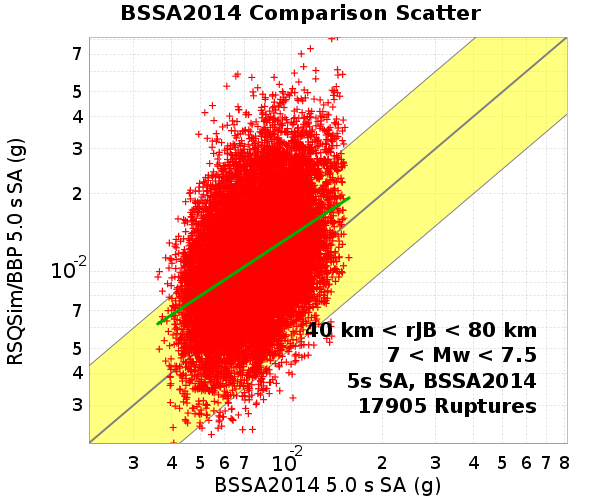 BSSA2014 Comparison Scatter
RSQSim/BBP 5.0 s SA (g)
7
5
4
3
2
10-2
7
5
4
3
40 km < rJB < 80 km
7 < Mw < 7.5
5s SA, BSSA2014
17905 Ruptures
3 4 5 6 7 10-2 2 3 4 5 6 7 8
BSSA2014 5.0 s SA (g)